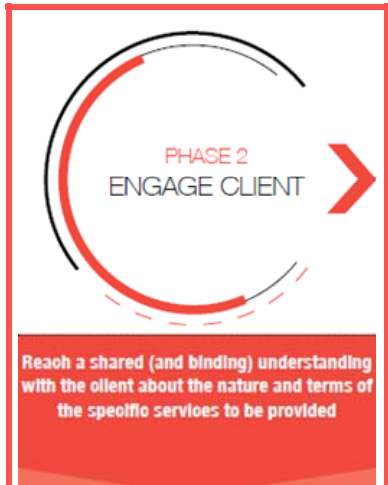 PHASE 2
ENGAGE CLIENT
Reach a shared (and binding) understanding
with the client about the nature and terms of
the specific services to be provided